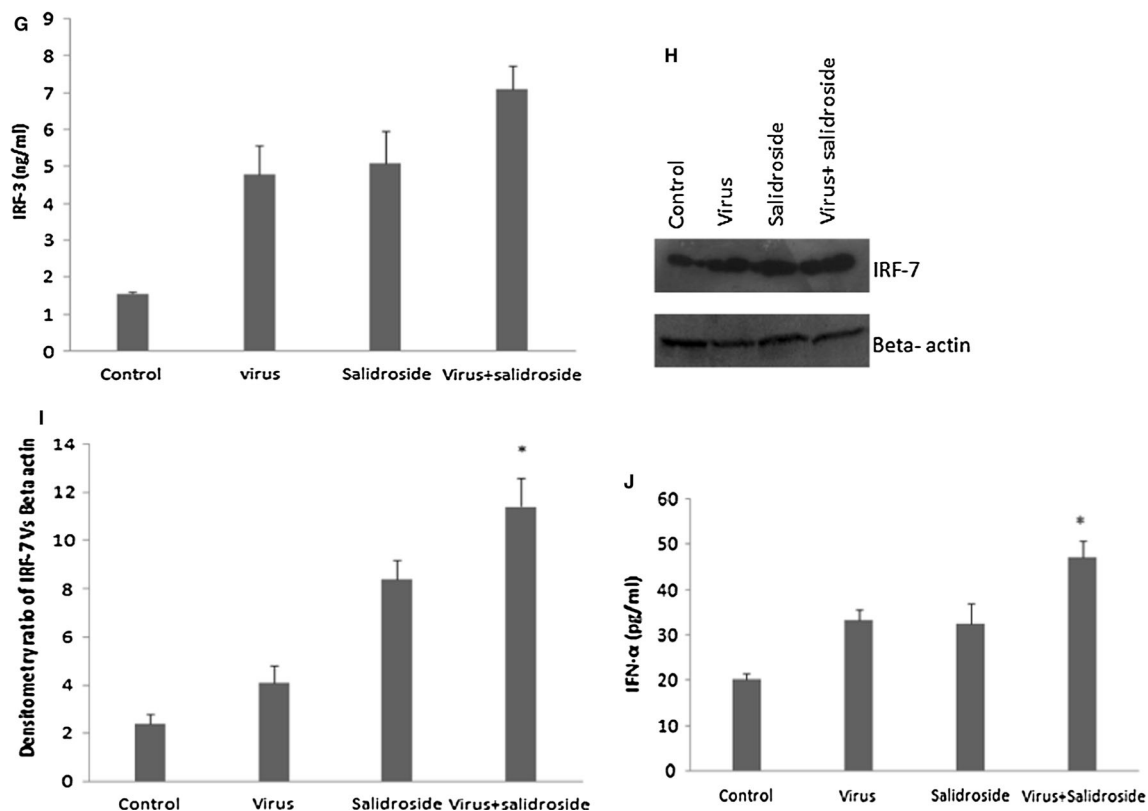 G
IRF-3 (ng/ml)
9
8
7
6
5
4
3
2
1
0
Control virus Salidroside Virus+salidroside
H
Control
Virus
Salidroside
Virus+ salidroside
IRF-7
Beta- actin
I
Densitometry ratio of IRF-7 Vs Beta actin
14
12
10
8
6
4
2
0
*
Control Virus Salidroside Virus+salidroside
J
IFN-α (pg/ml)
60
50
40
30
20
10
0
*
Control Virus Salidroside Virus+Salidroside